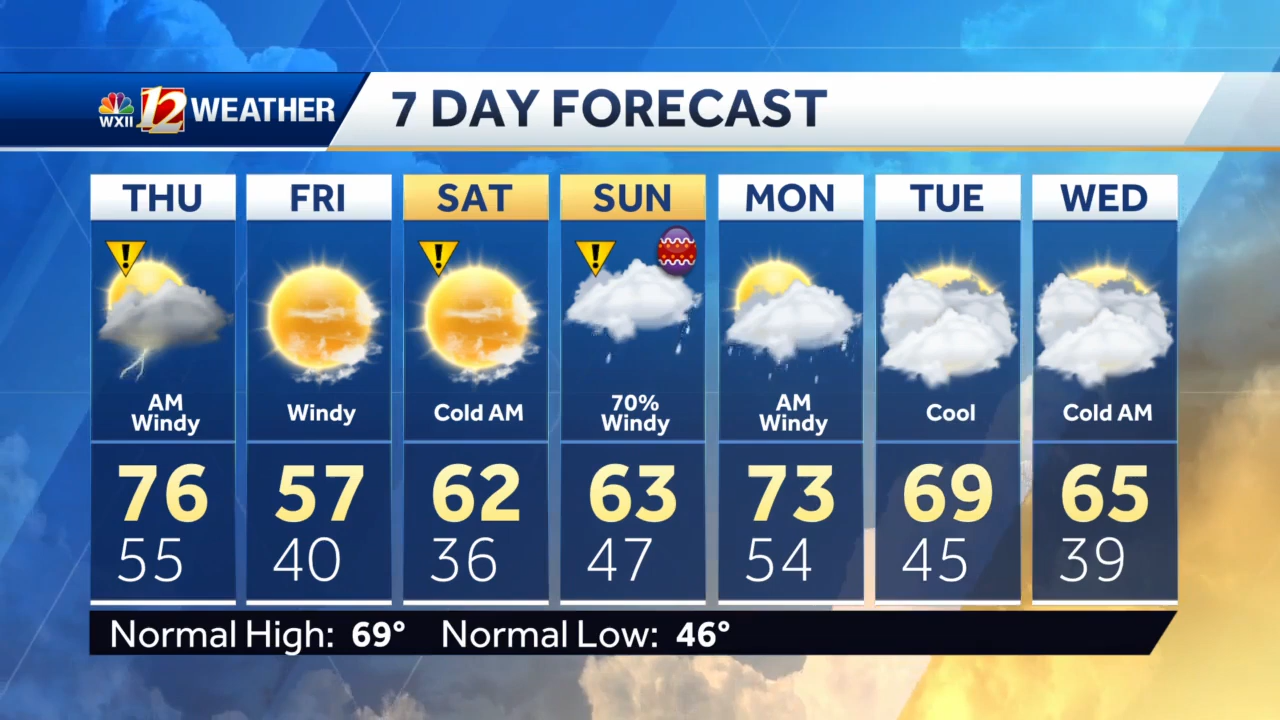 WXII 12 WEATHER
7 DAY FORECAST
THU FRI SAT SUN MON TUE WED
! ! !
AM Windy
Windy
Cold AM
70% Windy
AM Windy
Cool
Cold AM
76 57 62 63 73 69 65
55 40 36 47 54 45 39
Normal High: 69° Normal Low: 46°